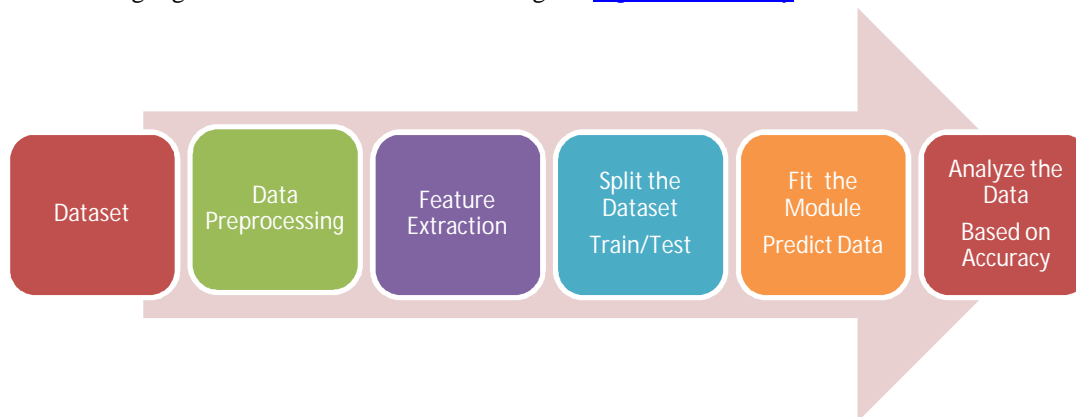 Dataset
Data
Preprocessing
Feature
Extraction
Split the
Dataset
Train/Test
Fit the
Module
Predict Data
Analyze the
Data
Based on
Accuracy